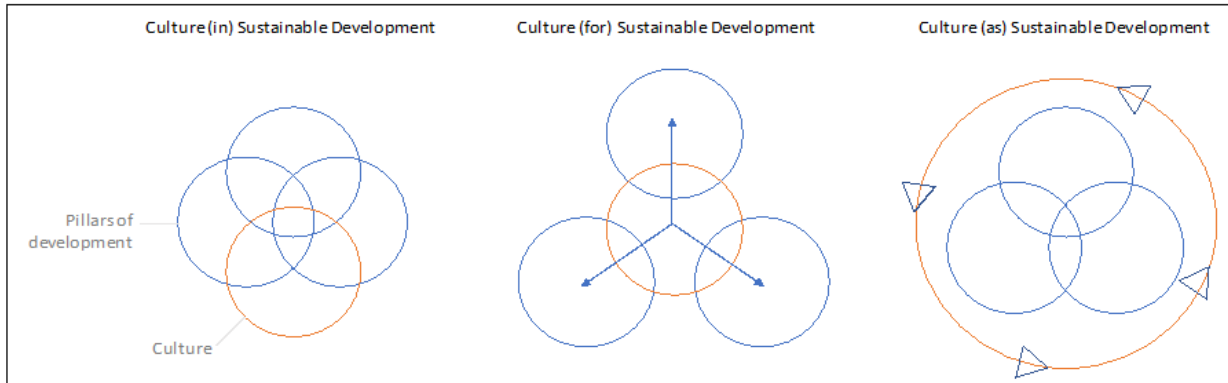 Culture (in) Sustainable Development
Culture (for) Sustainable Development
Culture (as) Sustainable Development
Pillars of
development
Culture